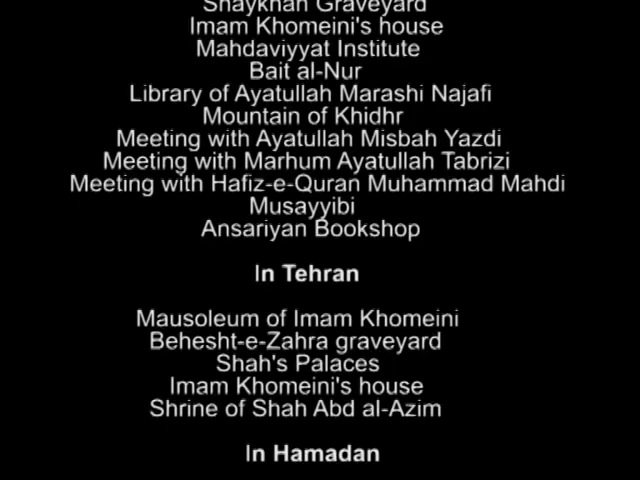 Shaykhan Graveyard
Imam Khomeini's house
Mahdaviyyat Institute
Bait al-Nur
Library of Ayatullah Marashi Najafi
Mountain of Khidhr
Meeting with Ayatullah Misbah Yazdi
Meeting with Marhum Ayatullah Tabrizi
Meeting with Hafiz-e-Quran Muhammad Mahdi
Musayyibi
Ansariyan Bookshop
In Tehran
Mausoleum of Imam Khomeini
Behesht-e-Zahra graveyard
Shah's Palaces
Imam Khomeini's house
Shrine of Shah Abd al-Azim
In Hamadan